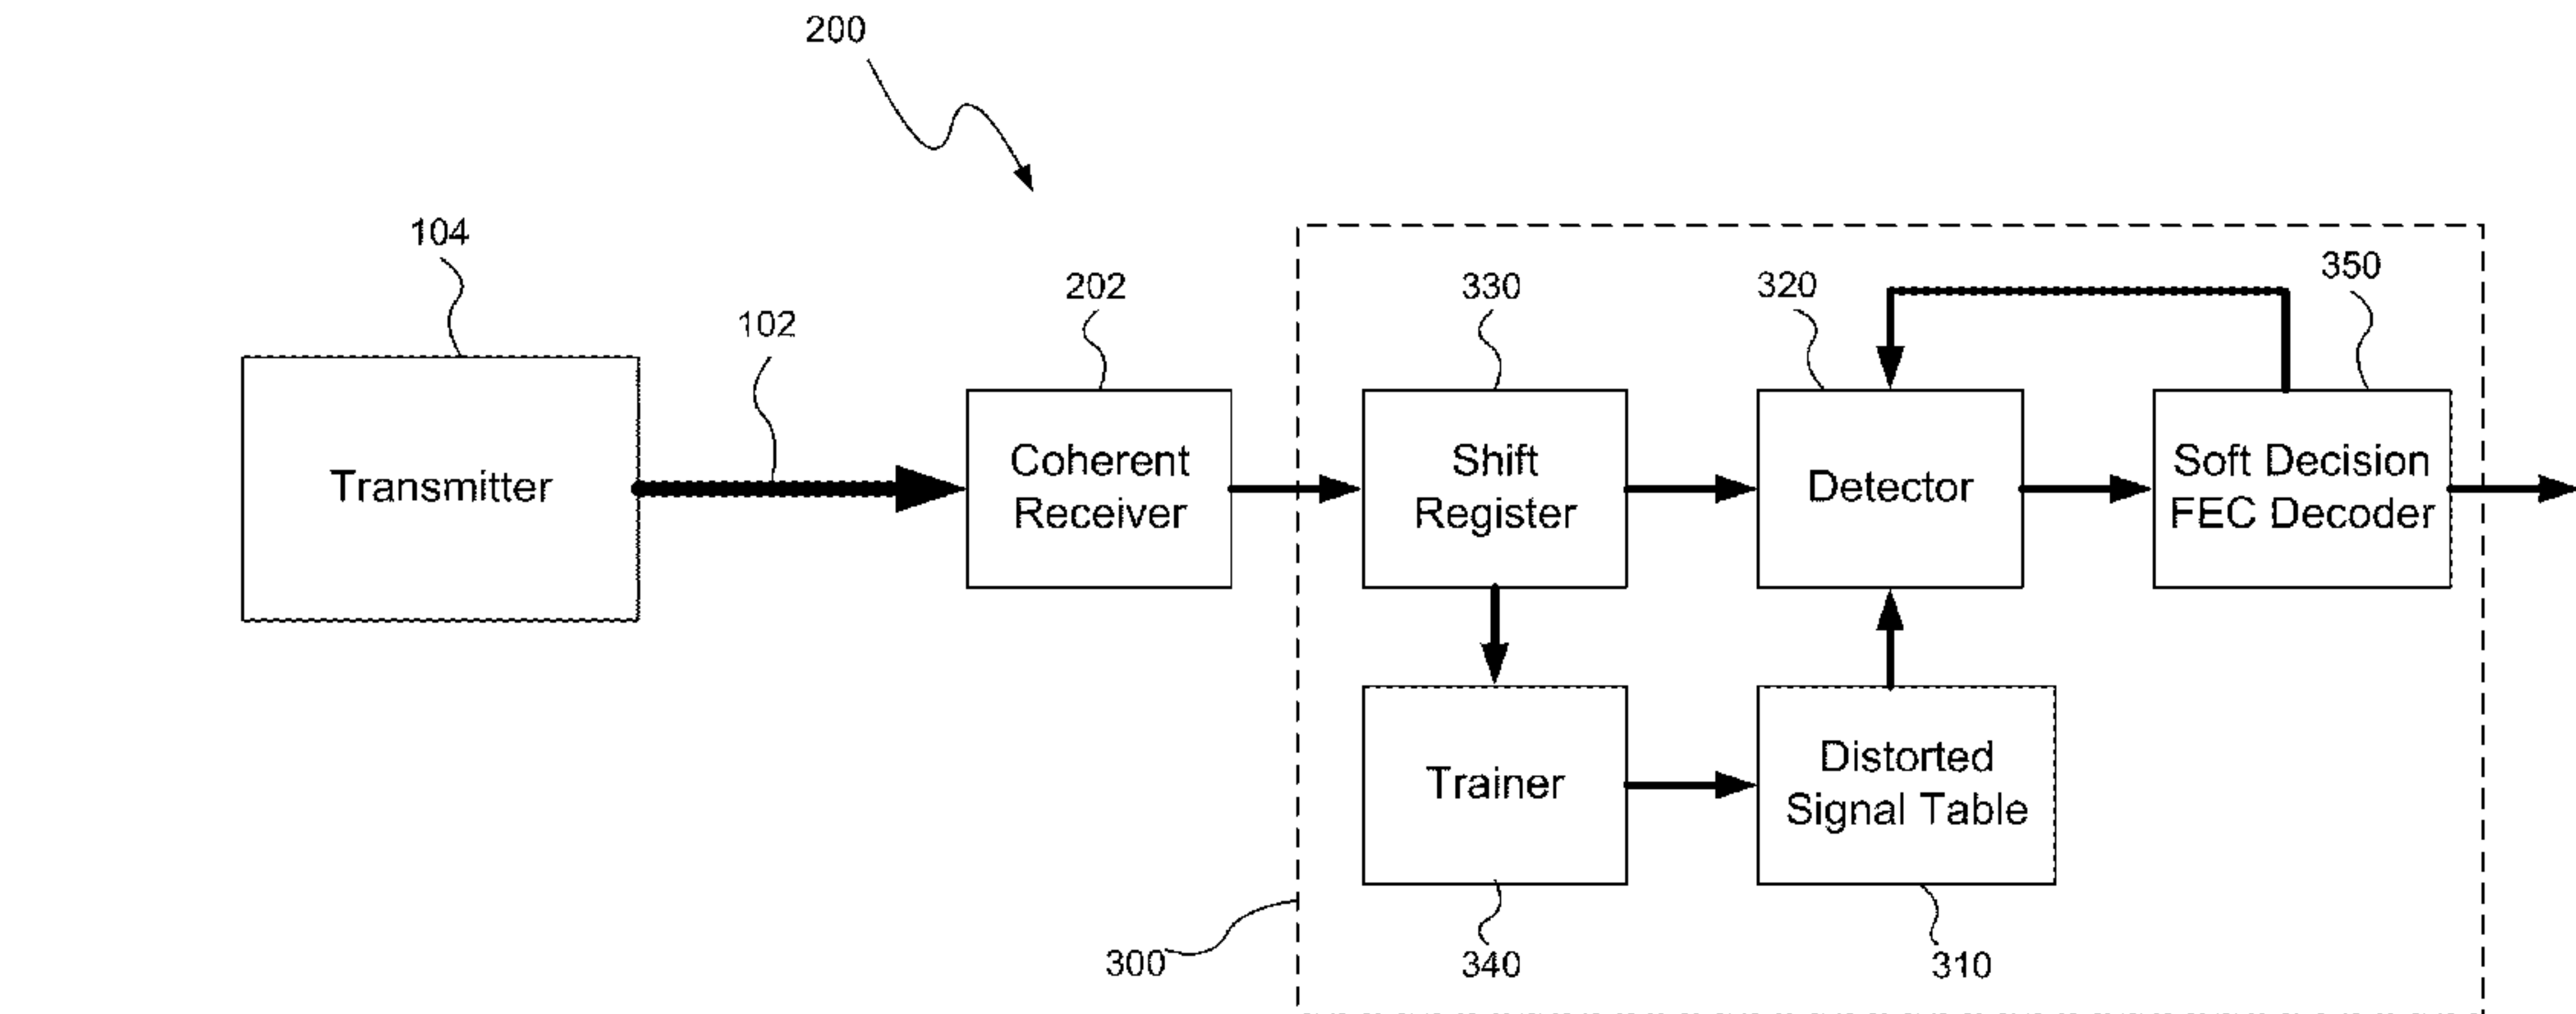 200
104
102
202
330
320
350
Transmitter
Coherent
Receiver
Shift
Register
Detector
Soft Decision
FEC Decoder
Trainer
Distorted
Signal Table
300
340
310